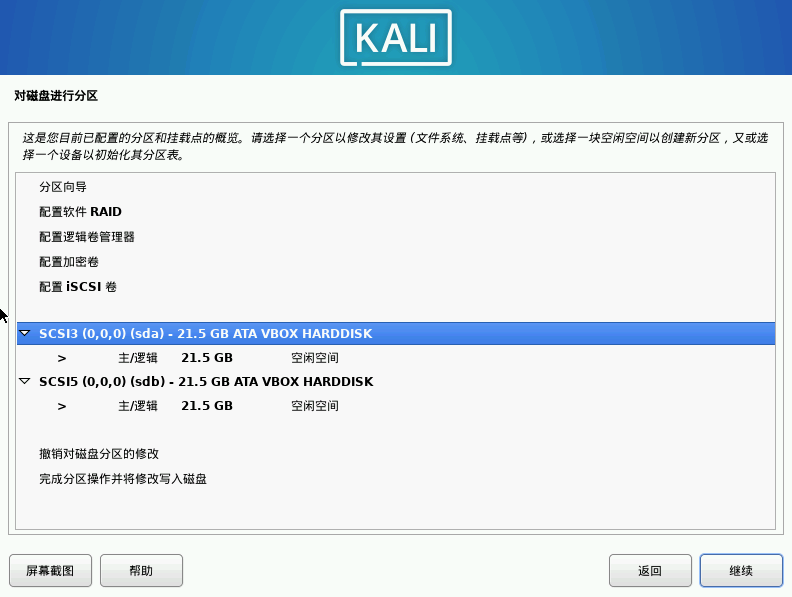 KALI
对磁盘进行分区
这是您目前已配置的分区和挂载点的概览。请选择一个分区以修改其设置 (文件系统、挂载点等)，或选择一块空闲空间以创建新分区，又或选
择一个设备以初始化其分区表。
分区向导
配置软件 RAID
配置逻辑卷管理器
配置加密卷
配置 iSCSI 卷
SCSI3 (0,0,0) (sda) - 21.5 GB ATA VBOX HARDDISK
> 主/逻辑 21.5 GB 空闲空间
SCSI5 (0,0,0) (sdb) - 21.5 GB ATA VBOX HARDDISK
> 主/逻辑 21.5 GB 空闲空间
撤销对磁盘分区的修改
完成分区操作并将修改写入磁盘
屏幕截图 帮助 返回 继续